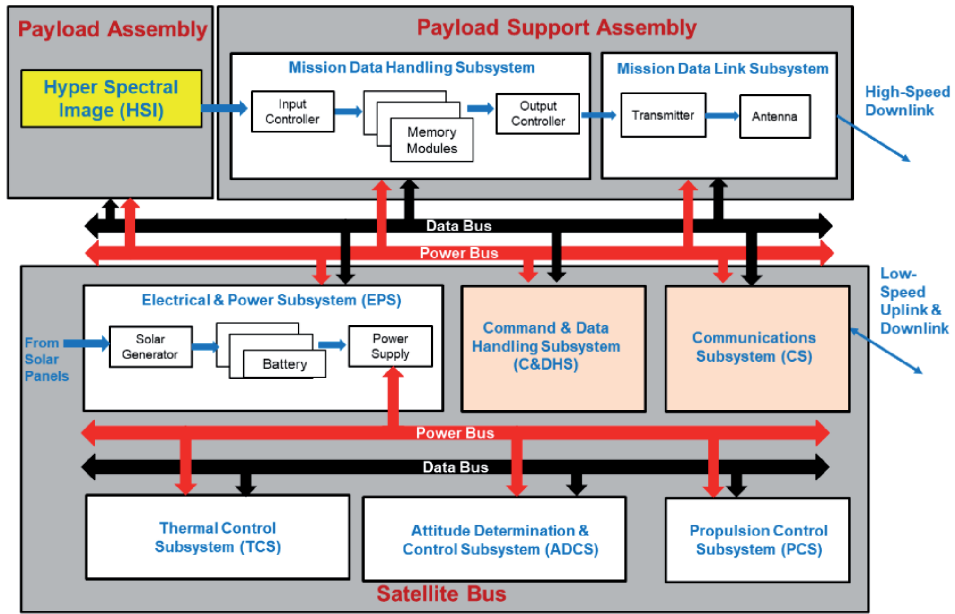 Payload Assembly
Hyper Spectral
Image (HSI)
Payload Support Assembly
Mission Data Handling Subsystem
Input
Controller
Memory
Modules
Output
Controller
Mission Data Link Subsystem
Transmitter
Antenna
High-Speed
Downlink
Data Bus
Power Bus
Electrical & Power Subsystem (EPS)
From
Solar
Panels
Solar
Generator
Battery
Power
Supply
Command & Data
Handling Subsystem
(C&DHS)
Communications
Subsystem (CS)
Low-
Speed
Uplink &
Downlink
Power Bus
Data Bus
Thermal Control
Subsystem (TCS)
Attitude Determination &
Control Subsystem (ADCS)
Propulsion Control
Subsystem (PCS)
Satellite Bus